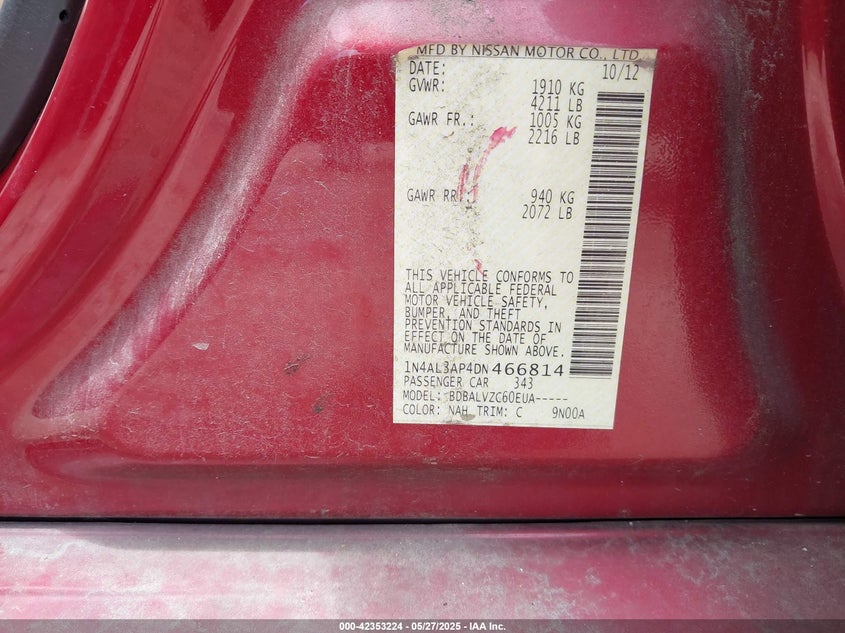 MFD BY NISSAN MOTOR CO., LTD.
DATE: 10/12
GVWR: 1910 KG
4211 LB
GAWR FR.: 1005 KG
2216 LB
GAWR RR.: 940 KG
2072 LB
THIS VEHICLE CONFORMS TO
ALL APPLICABLE FEDERAL
MOTOR VEHICLE SAFETY,
BUMPER, AND THEFT
PREVENTION STANDARDS IN
EFFECT ON THE DATE OF
MANUFACTURE SHOWN ABOVE.
1N4AL3AP4DN466814
PASSENGER CAR 343
MODEL: BDBALVZC60EUA-----
COLOR: NAH TRIM: C 9N00A
000-42353224 | 05/27/2025 | IAA Inc.